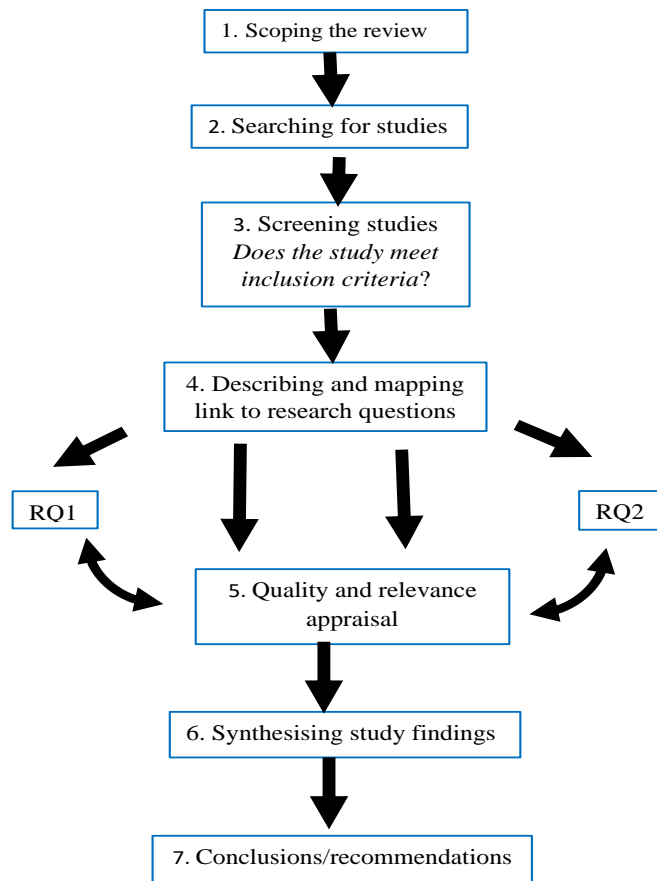 1. Scoping the review
2. Searching for studies
3. Screening studies
Does the study meet
inclusion criteria?
4. Describing and mapping
link to research questions
RQ1
RQ2
5. Quality and relevance
appraisal
6. Synthesising study findings
7. Conclusions/recommendations